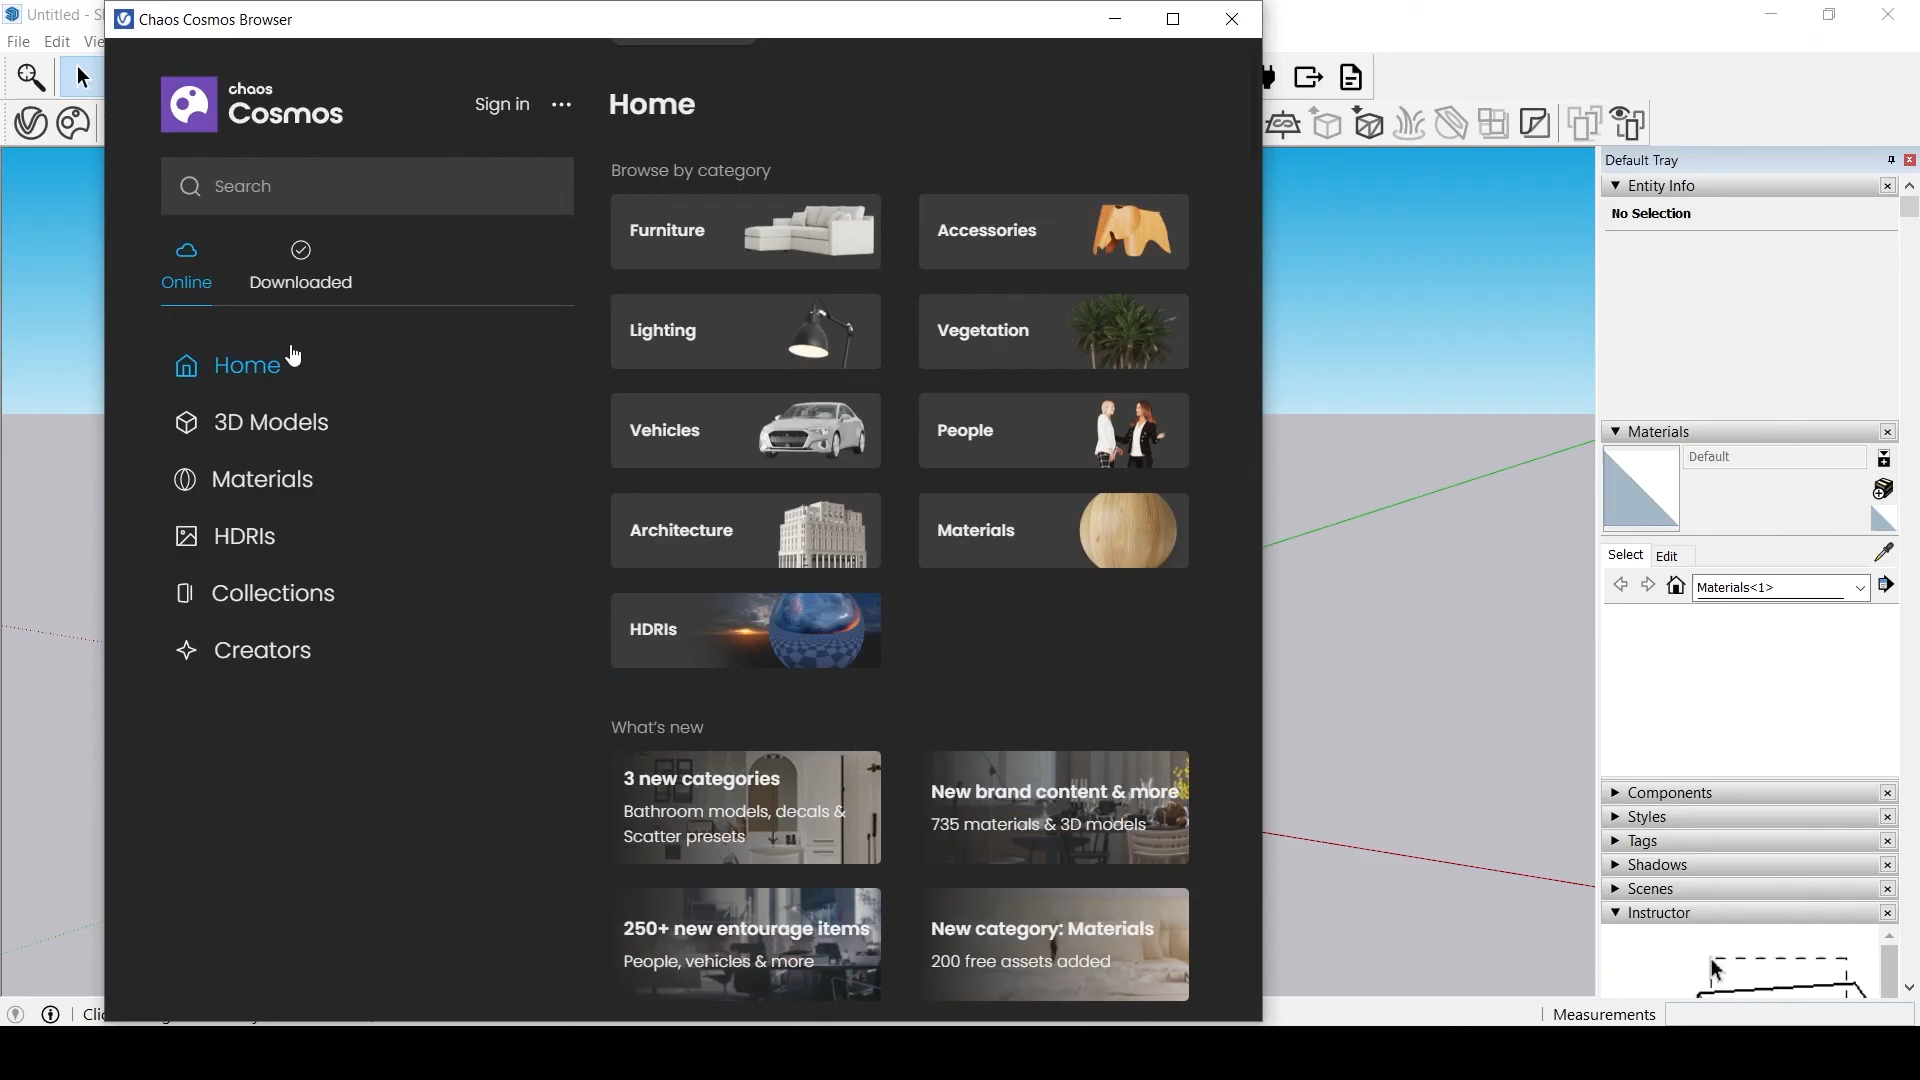 Untitled - S
Chaos Cosmos Browser
File Edit Vie
chaos
Cosmos
Sign in
Search
Online
Downloaded
Home
3D Models
Materials
HDRIs
Collections
Creators
Home
Browse by category
Furniture
Accessories
Lighting
Vegetation
Vehicles
People
Architecture
Materials
HDRIs
What's new
3 new categories
Bathroom models, decals &
Scatter presets
New brand content & more
735 materials & 3D models
250+ new entourage items
People, vehicles & more
New category: Materials
200 free assets added
Default Tray
Entity Info
No Selection
Materials
Default
Select Edit
Materials<1>
Components
Styles
Tags
Shadows
Scenes
Instructor
Clic
Measurements